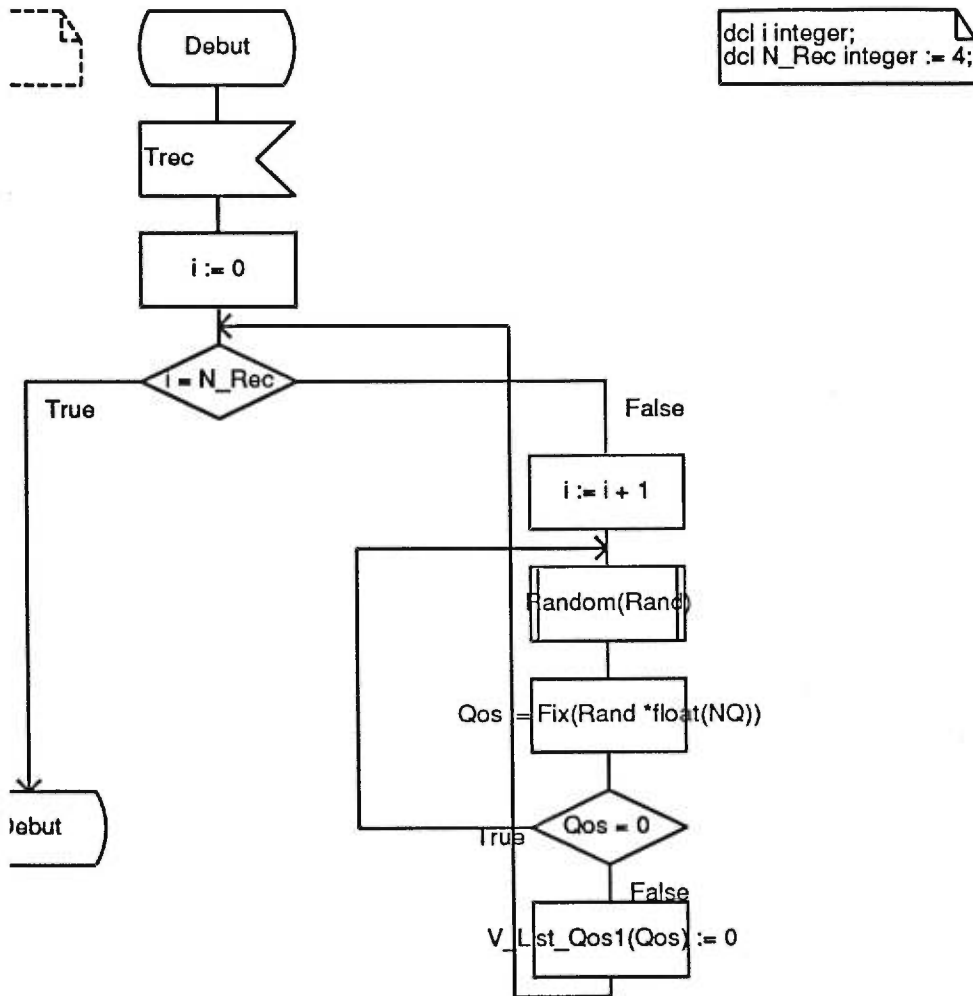 Debut
dcl i integer;
dcl N_Rec integer := 4;
Trec
i := 0
i = N_Rec
True
False
i := i + 1
Random(Rand)
Qos = Fix(Rand *float(NQ))
Qos = 0
True
Debut
False
V_List_Qos1(Qos) := 0